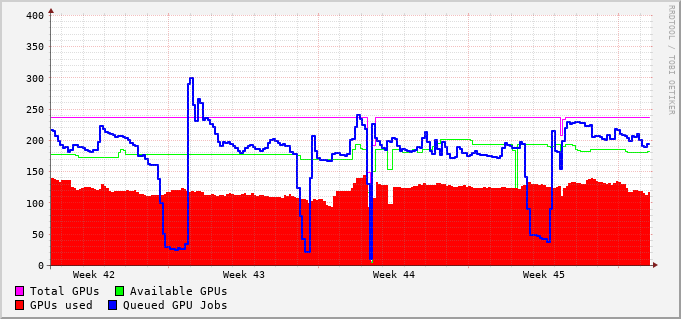 400
350
300
250
200
150
100
50
0
Week 42 Week 43 Week 44 Week 45
Total GPUs Available GPUs
GPUs used Queued GPU Jobs
RRDTOOL / TOBI OETIKER